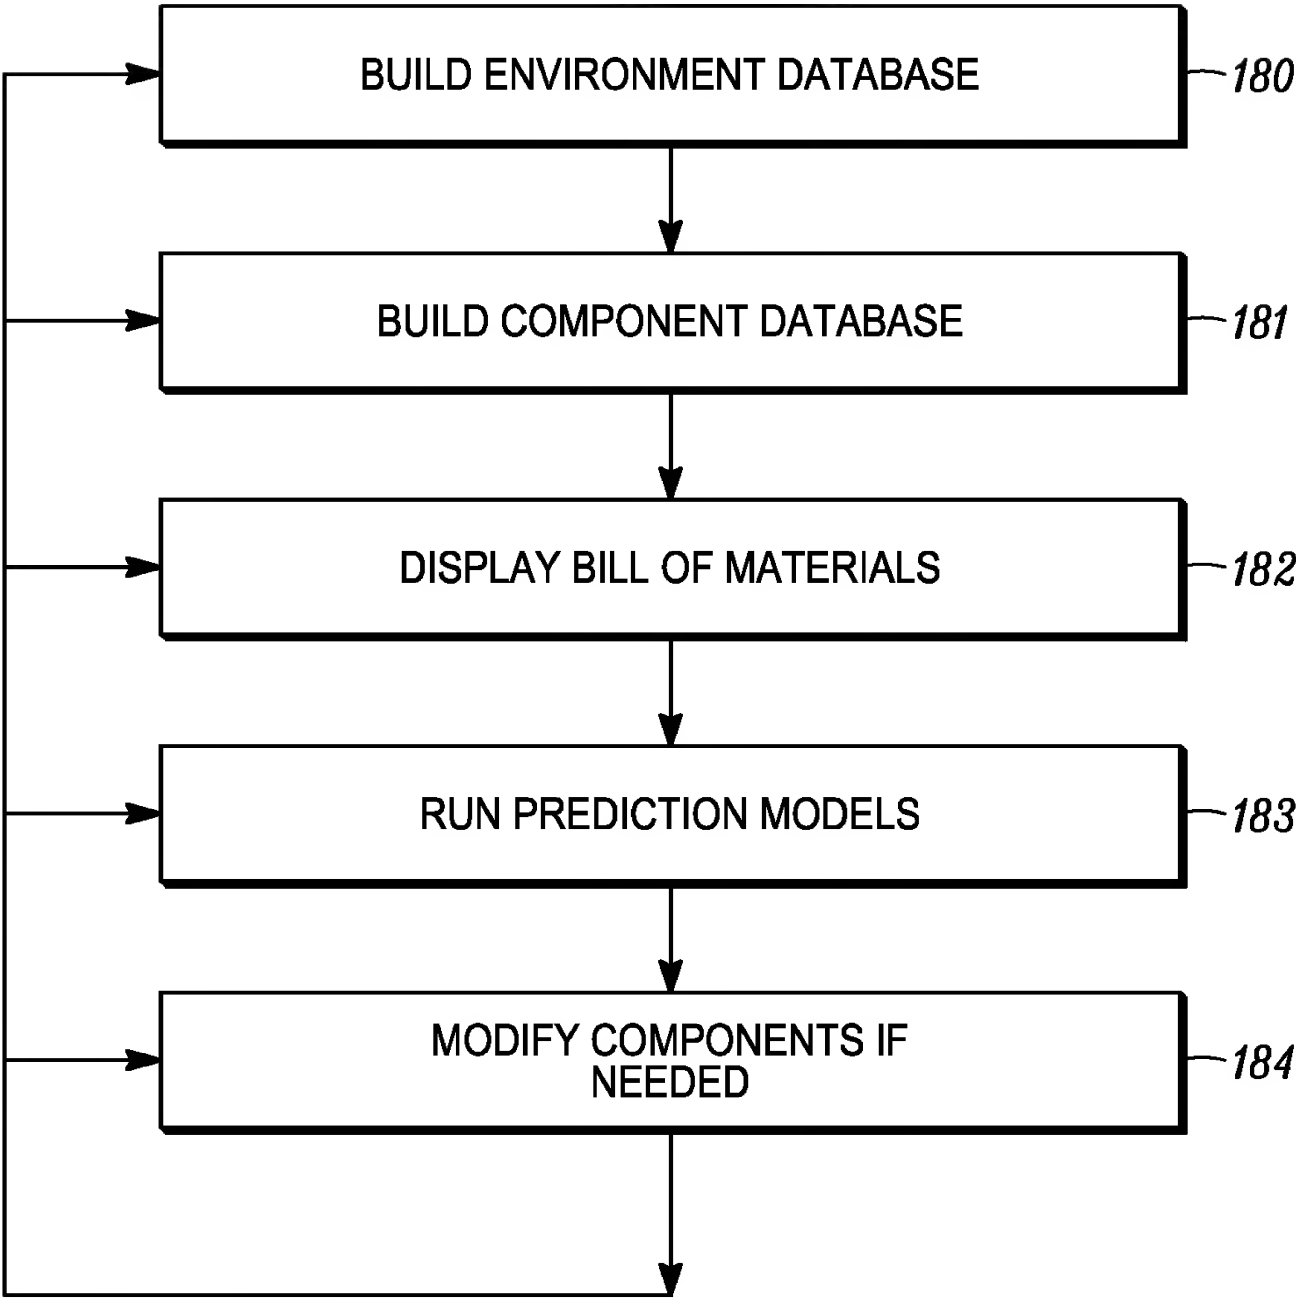 BUILD ENVIRONMENT DATABASE
180
BUILD COMPONENT DATABASE
181
DISPLAY BILL OF MATERIALS
182
RUN PREDICTION MODELS
183
MODIFY COMPONENTS IF
NEEDED
184